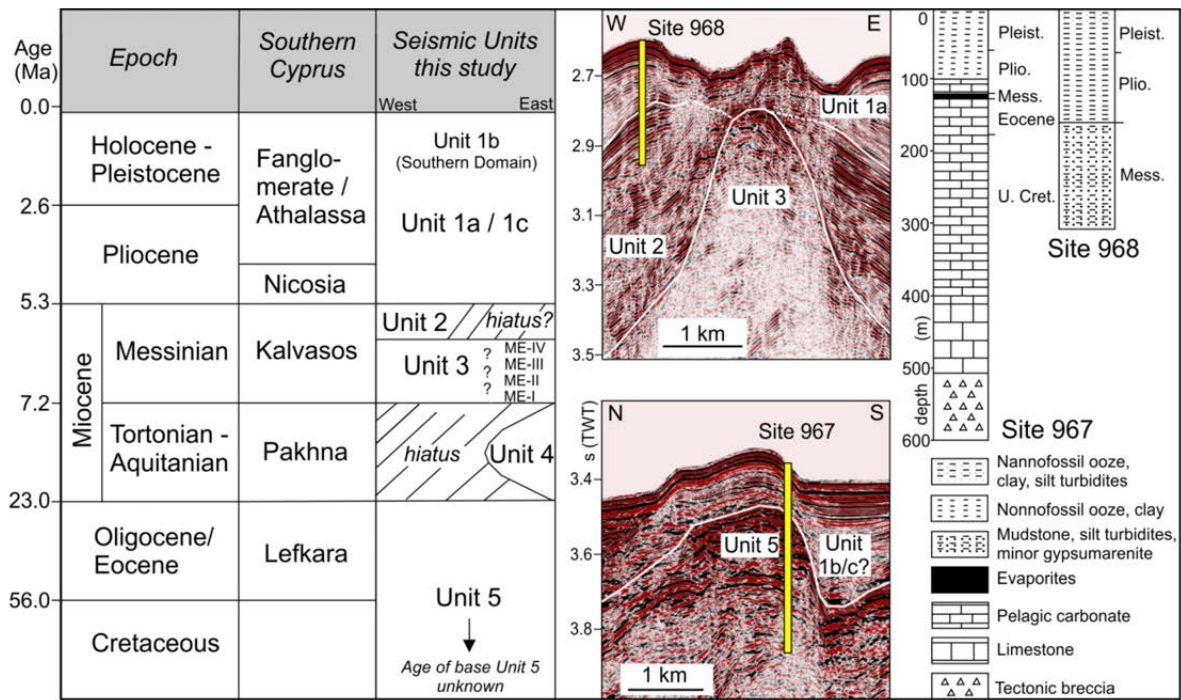 Age
(Ma)
Epoch
Southern
Cyprus
Seismic Units
this study
West
East
0.0
2.6
5.3
7.2
23.0
56.0
Holocene -
Pleistocene
Pliocene
Miocene
Messinian
Tortonian -
Aquitanian
Oligocene/
Eocene
Cretaceous
Fanglo-
merate /
Athalassa
Nicosia
Kalvasos
Pakhna
Lefkara
Unit 1b
(Southern Domain)
Unit 1a / 1c
Unit 2
hiatus?
Unit 3
? ME-IV
? ME-III
? ME-II
ME-I
hiatus
Unit 4
Unit 5
Age of base Unit 5
unknown
W
Site 968
E
2.7
2.9
3.1
3.3
3.5
Unit 1a
Unit 3
Unit 2
1 km
s (TWT)
N
Site 967
S
3.4
3.6
3.8
Unit 5
Unit
1b/c?
1 km
0
100
200
300
400
500
600
depth
(m)
Pleist.
Plio.
Mess.
Eocene
U. Cret.
Site 967
Pleist.
Plio.
Mess.
Site 968
Nannofossil ooze,
clay, silt turbidites
Nonnofossil ooze, clay
Mudstone, silt turbidites,
minor gypsumarenite
Evaporites
Pelagic carbonate
Limestone
Tectonic breccia